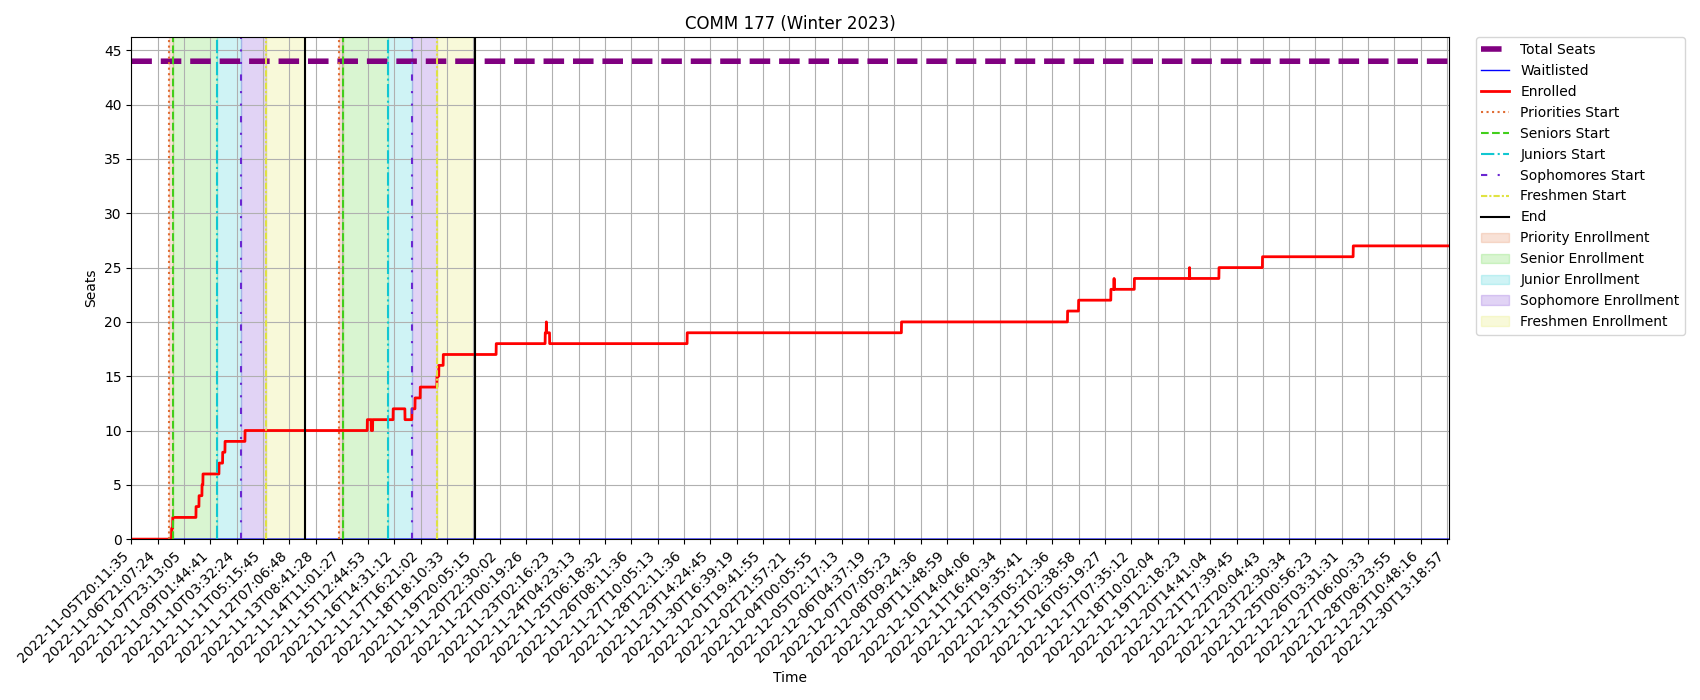 COMM 177 (Winter 2023)
Seats
45
40
35
30
25
20
15
10
5
0
2022-11-05T20:11:35
2022-11-06T21:07:24
2022-11-07T23:13:05
2022-11-09T01:44:41
2022-11-10T03:32:24
2022-11-11T05:15:45
2022-11-12T07:06:48
2022-11-13T08:41:28
2022-11-14T11:01:27
2022-11-15T12:44:53
2022-11-16T14:31:12
2022-11-17T16:21:02
2022-11-18T18:10:33
2022-11-19T20:05:15
2022-11-20T22:30:02
2022-11-22T00:19:26
2022-11-23T02:16:23
2022-11-24T04:23:13
2022-11-25T06:18:32
2022-11-26T08:11:36
2022-11-27T10:05:13
2022-11-28T12:11:36
2022-11-29T14:24:45
2022-11-30T16:39:19
2022-12-01T19:41:55
2022-12-02T21:57:21
2022-12-04T00:05:55
2022-12-05T02:17:13
2022-12-06T04:37:19
2022-12-07T07:05:23
2022-12-08T09:24:36
2022-12-09T11:48:59
2022-12-10T14:04:06
2022-12-11T16:40:34
2022-12-12T19:35:41
2022-12-13T05:21:36
2022-12-15T02:38:58
2022-12-16T05:19:27
2022-12-17T07:35:12
2022-12-18T10:02:04
2022-12-19T12:18:23
2022-12-20T14:41:04
2022-12-21T17:39:45
2022-12-22T20:04:43
2022-12-23T22:30:34
2022-12-25T00:56:23
2022-12-26T03:31:31
2022-12-27T06:00:33
2022-12-28T08:23:55
2022-12-29T10:48:16
2022-12-30T13:18:57
Time
Total Seats
Waitlisted
Enrolled
Priorities Start
Seniors Start
Juniors Start
Sophomores Start
Freshmen Start
End
Priority Enrollment
Senior Enrollment
Junior Enrollment
Sophomore Enrollment
Freshmen Enrollment